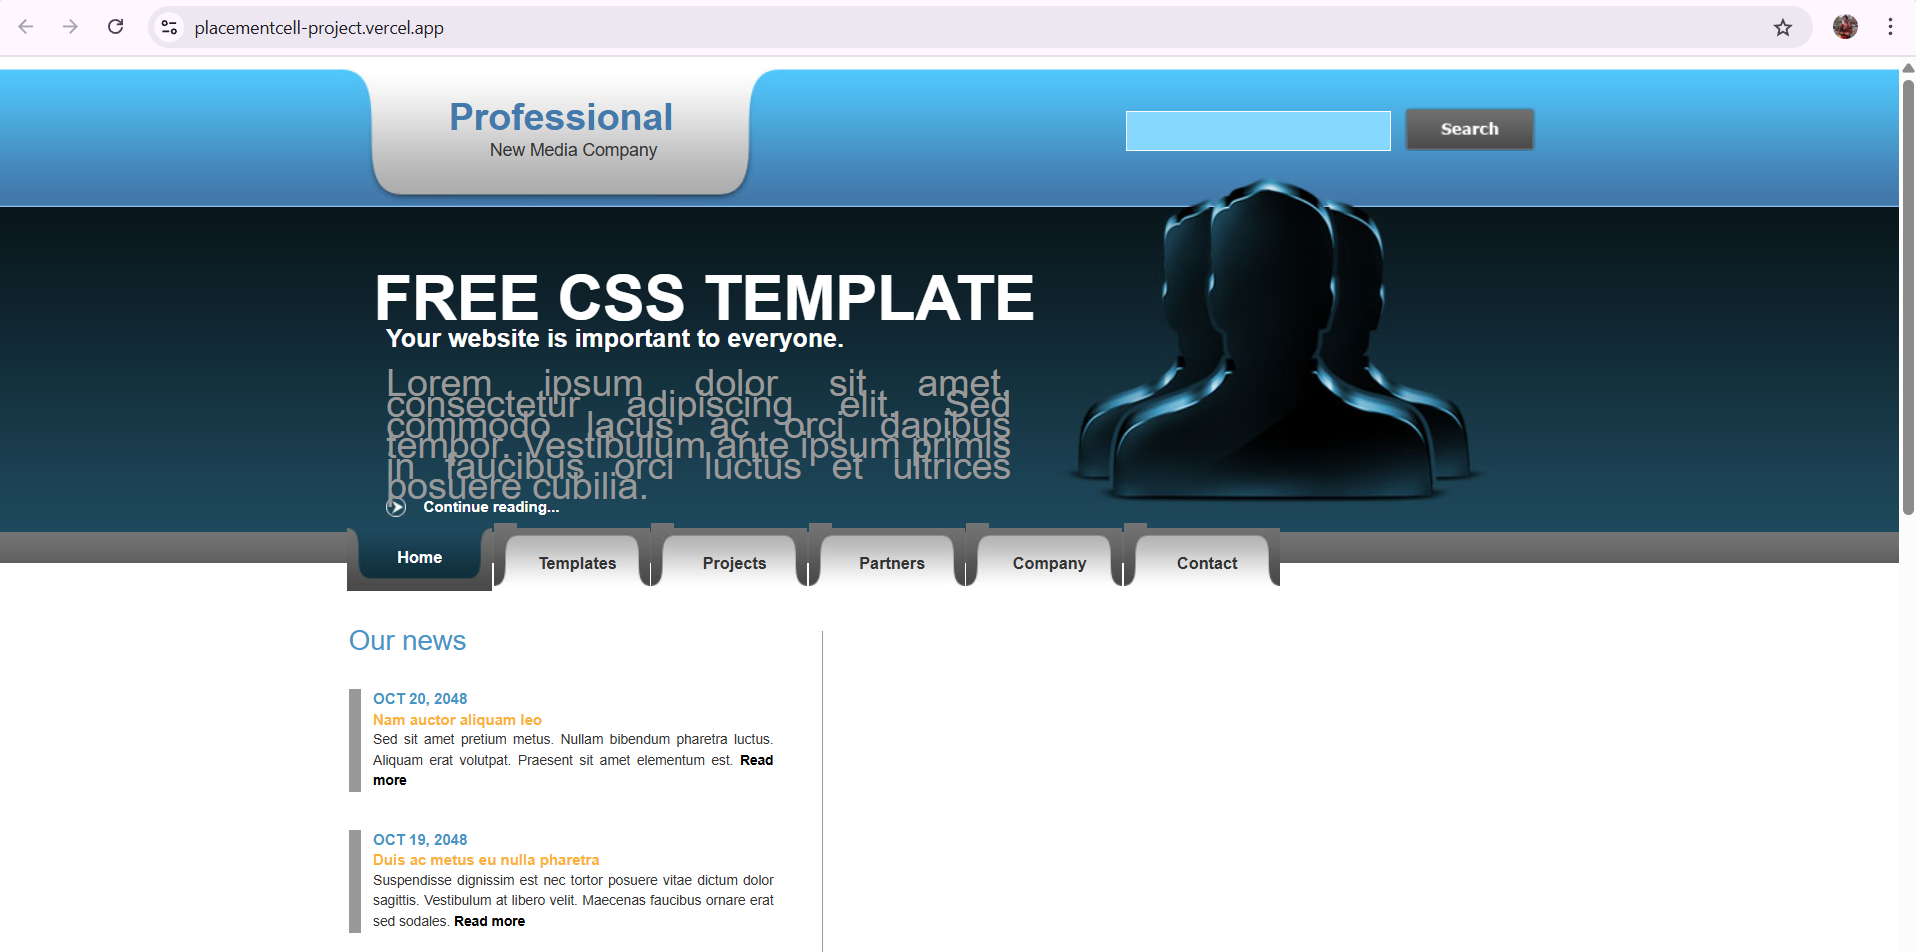 placementcell-project.vercel.app
Professional
New Media Company
Search
FREE CSS TEMPLATE
Your website is important to everyone.
Lorem ipsum dolor sit amet,
consectetur adipiscing elit. Sed
commodo lacus ac orci dapibus
tempor. Vestibulum ante ipsum primis
in faucibus orci luctus et ultrices
posuere cubilia.
Continue reading...
Home
Templates
Projects
Partners
Company
Contact
Our news
OCT 20, 2048
Nam auctor aliquam leo
Sed sit amet pretium metus. Nullam bibendum pharetra luctus.
Aliquam erat volutpat. Praesent sit amet elementum est. Read
more
OCT 19, 2048
Duis ac metus eu nulla pharetra
Suspendisse dignissim est nec tortor posuere vitae dictum dolor
sagittis. Vestibulum at libero velit. Maecenas faucibus ornare erat
sed sodales. Read more